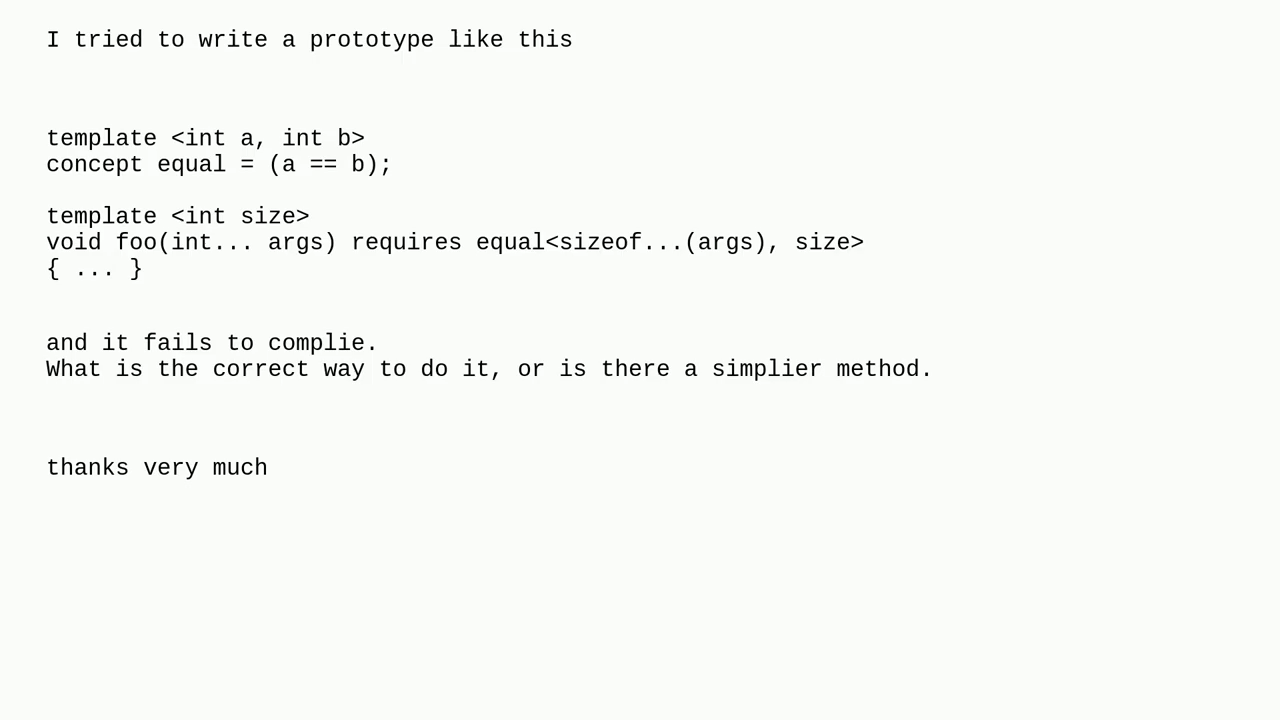 I tried to write a prototype like this
template <int a, int b>
concept equal = (a == b);
template <int size>
void foo(int... args) requires equal<sizeof...(args), size>
{ ... }
and it fails to complie.
What is the correct way to do it, or is there a simplier method.
thanks very much